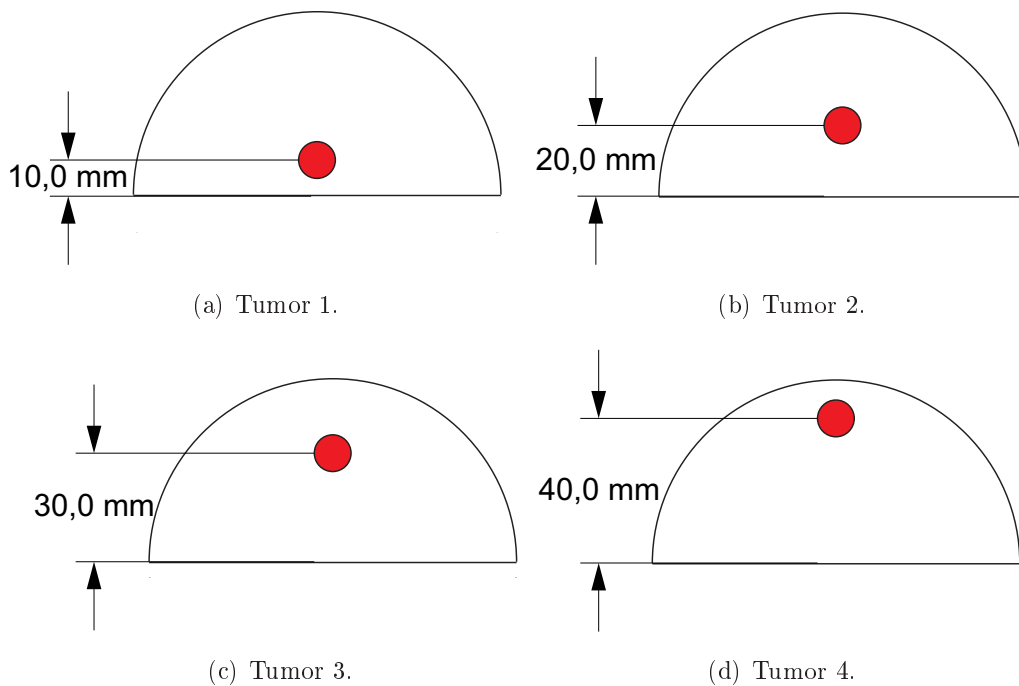 10,0 mm
20,0 mm
(a) Tumor 1.
(b) Tumor 2.
30,0 mm
40,0 mm
(c) Tumor 3.
(d) Tumor 4.